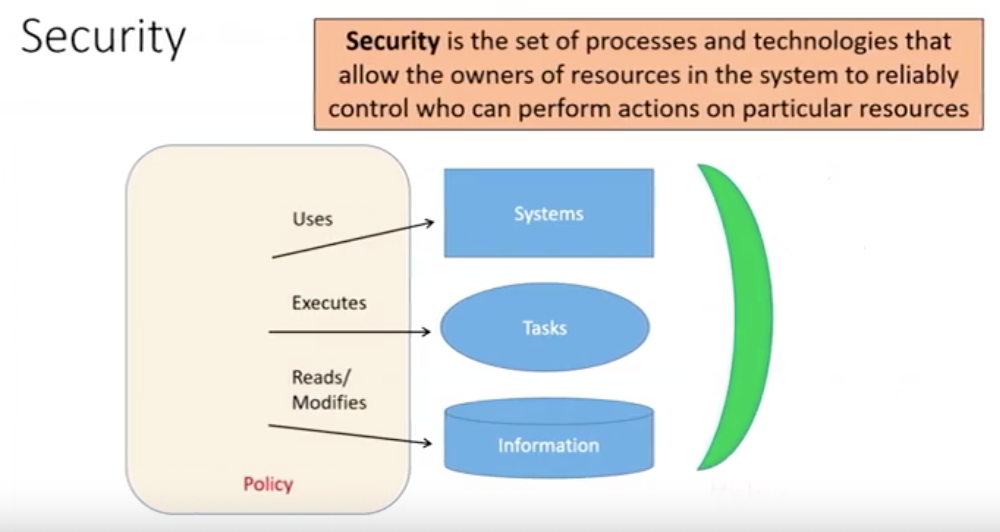 Security
Security is the set of processes and technologies that
allow the owners of resources in the system to reliably
control who can perform actions on particular resources
Uses
Systems
Executes
Tasks
Reads/
Modifies
Information
Policy